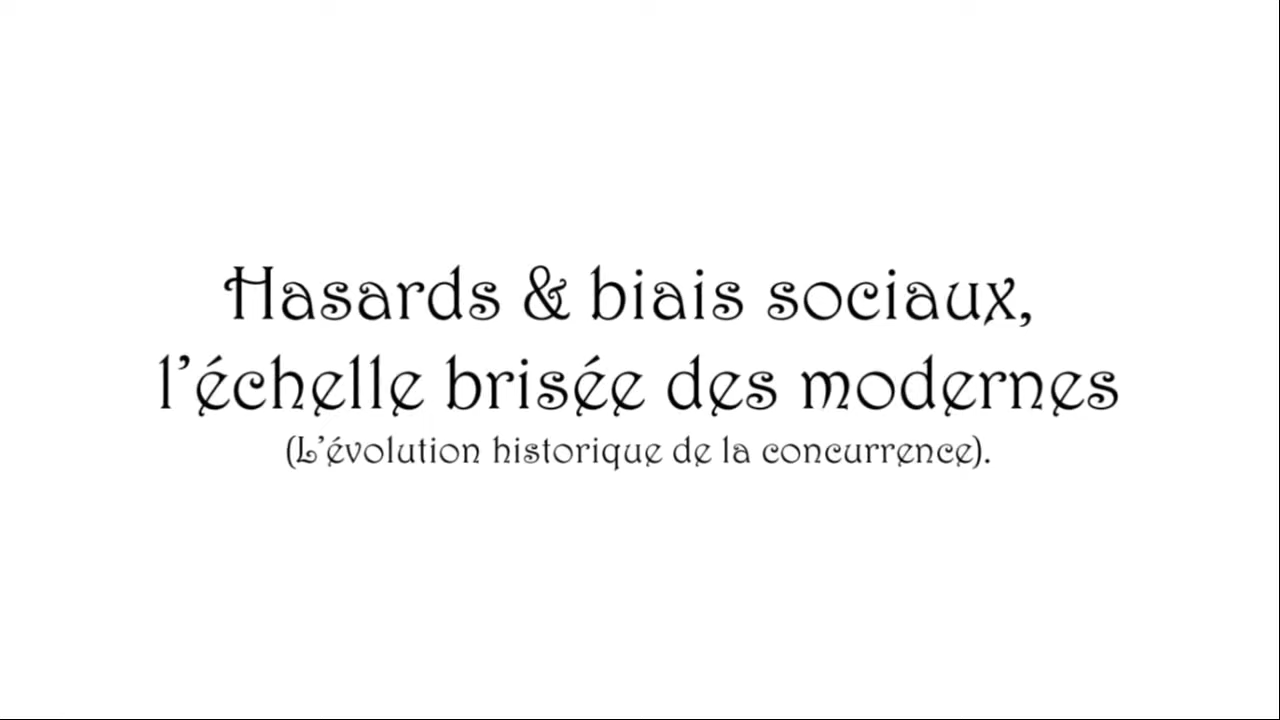 Hasards & biais sociaux,
l’échelle brisée des modernes
(L’évolution historique de la concurrence).